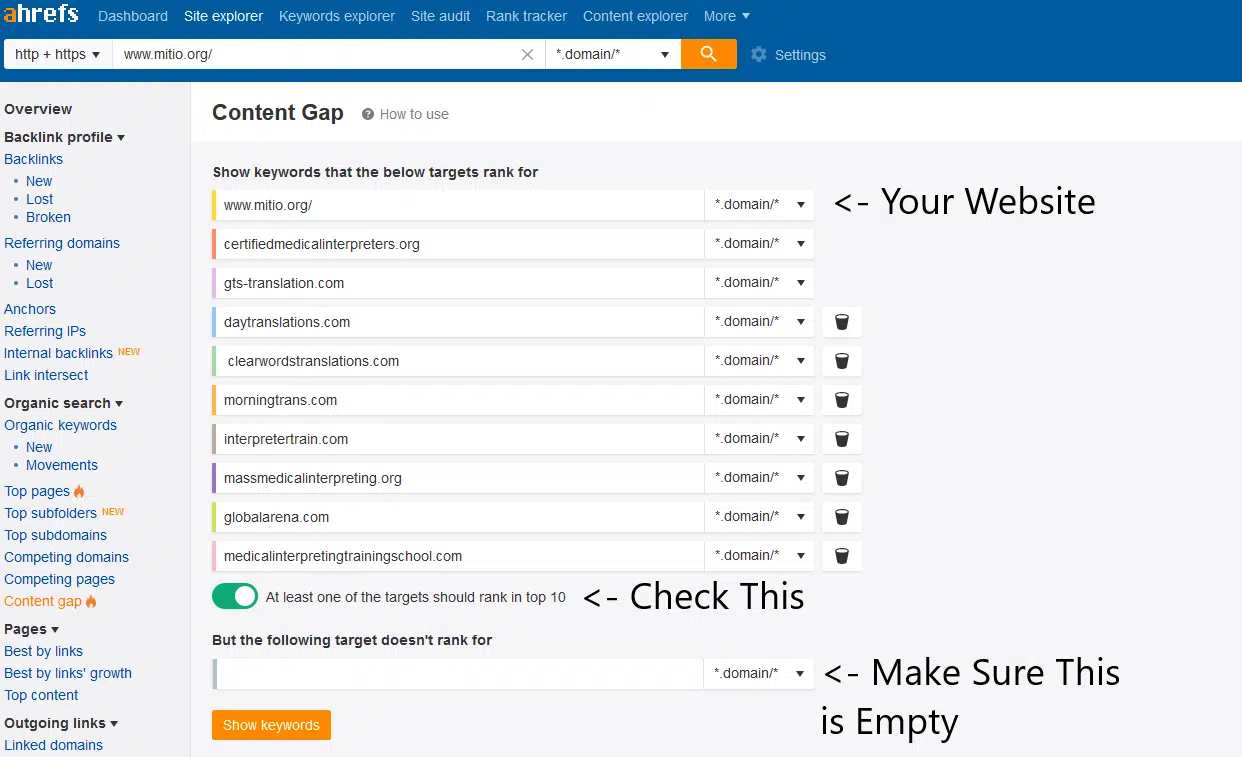 ahrefs Dashboard Site explorer Keywords explorer Site audit Rank tracker Content explorer More
http + https www.mitio.org/ *.domain/* Settings
Overview
Backlink profile
Backlinks
New
Lost
Broken
Referring domains
New
Lost
Anchors
Referring IPs
Internal backlinks NEW
Link intersect
Organic search
Organic keywords
New
Movements
Top pages
Top subfolders NEW
Top subdomains
Competing domains
Competing pages
Content gap
Pages
Best by links
Best by links' growth
Top content
Outgoing links
Linked domains
Content Gap ? How to use
Show keywords that the below targets rank for
www.mitio.org/ *.domain/* <- Your Website
certifiedmedicalinterpreters.org *.domain/*
gts-translation.com *.domain/*
daytranslations.com *.domain/*
clearwordstranslations.com *.domain/*
morningtrans.com *.domain/*
interpretertrain.com *.domain/*
massmedicalinterpreting.org *.domain/*
globalarena.com *.domain/*
medicalinterpretingtrainingschool.com *.domain/*
At least one of the targets should rank in top 10 <- Check This
But the following target doesn't rank for
*.domain/* <- Make Sure This
is Empty
Show keywords